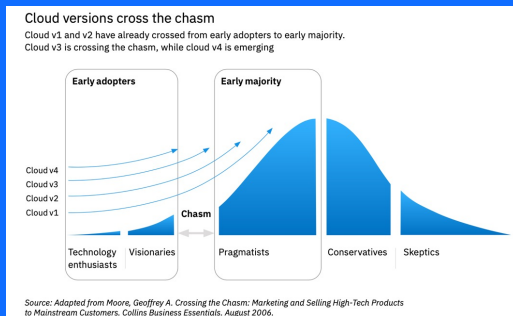 Cloud versions cross the chasm
Cloud v1 and v2 have already crossed from early adopters to early majority.
Cloud v3 is crossing the chasm, while cloud v4 is emerging
Early adopters
Early majority
Cloud v4
Cloud v3
Cloud v2
Cloud v1
Chasm
Technology
enthusiasts
Visionaries
Pragmatists
Conservatives
Skeptics
Source: Adapted from Moore, Geoffrey A. Crossing the Chasm: Marketing and Selling High-Tech Products
to Mainstream Customers. Collins Business Essentials, August 2006.